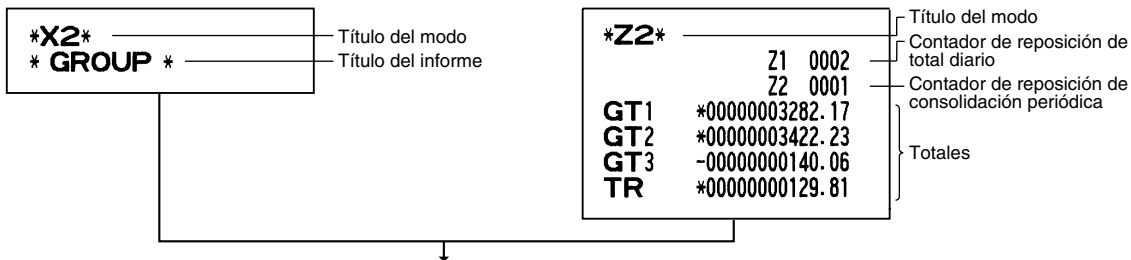 *X2*
* GROUP *
Título del modo
Título del informe
*Z2*
Z1 0002
Z2 0001
GT1 *00000003282.17
GT2 *00000003422.23
GT3 -00000000140.06
TR *00000000129.81
Título del modo
Contador de reposición de
total diario
Contador de reposición de
consolidación periódica
Totales